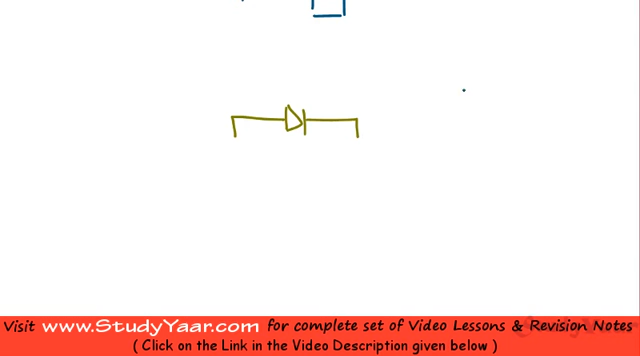 Visit www.StudyYaar.com for complete set of Video Lessons & Revision Notes
( Click on the Link in the Video Description given below )